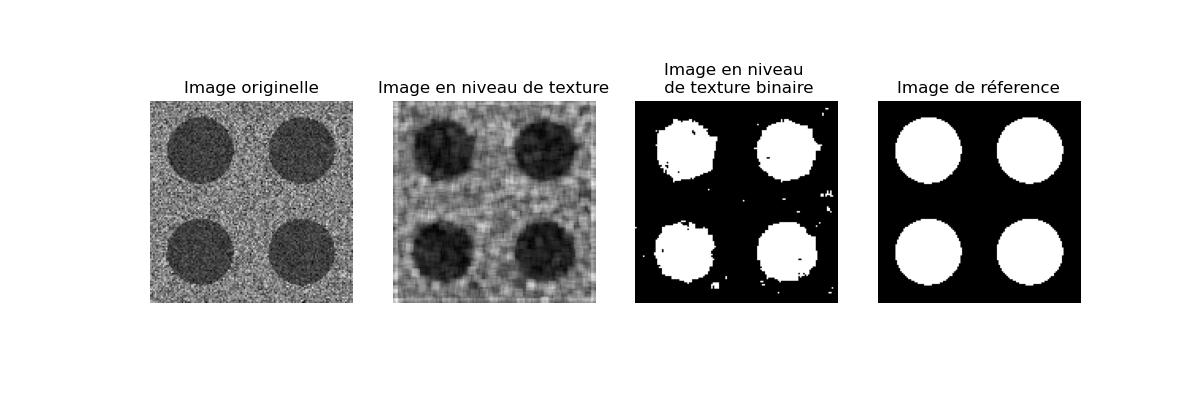 Image originelle
Image en niveau de texture
Image en niveau
de texture binaire
Image de réference